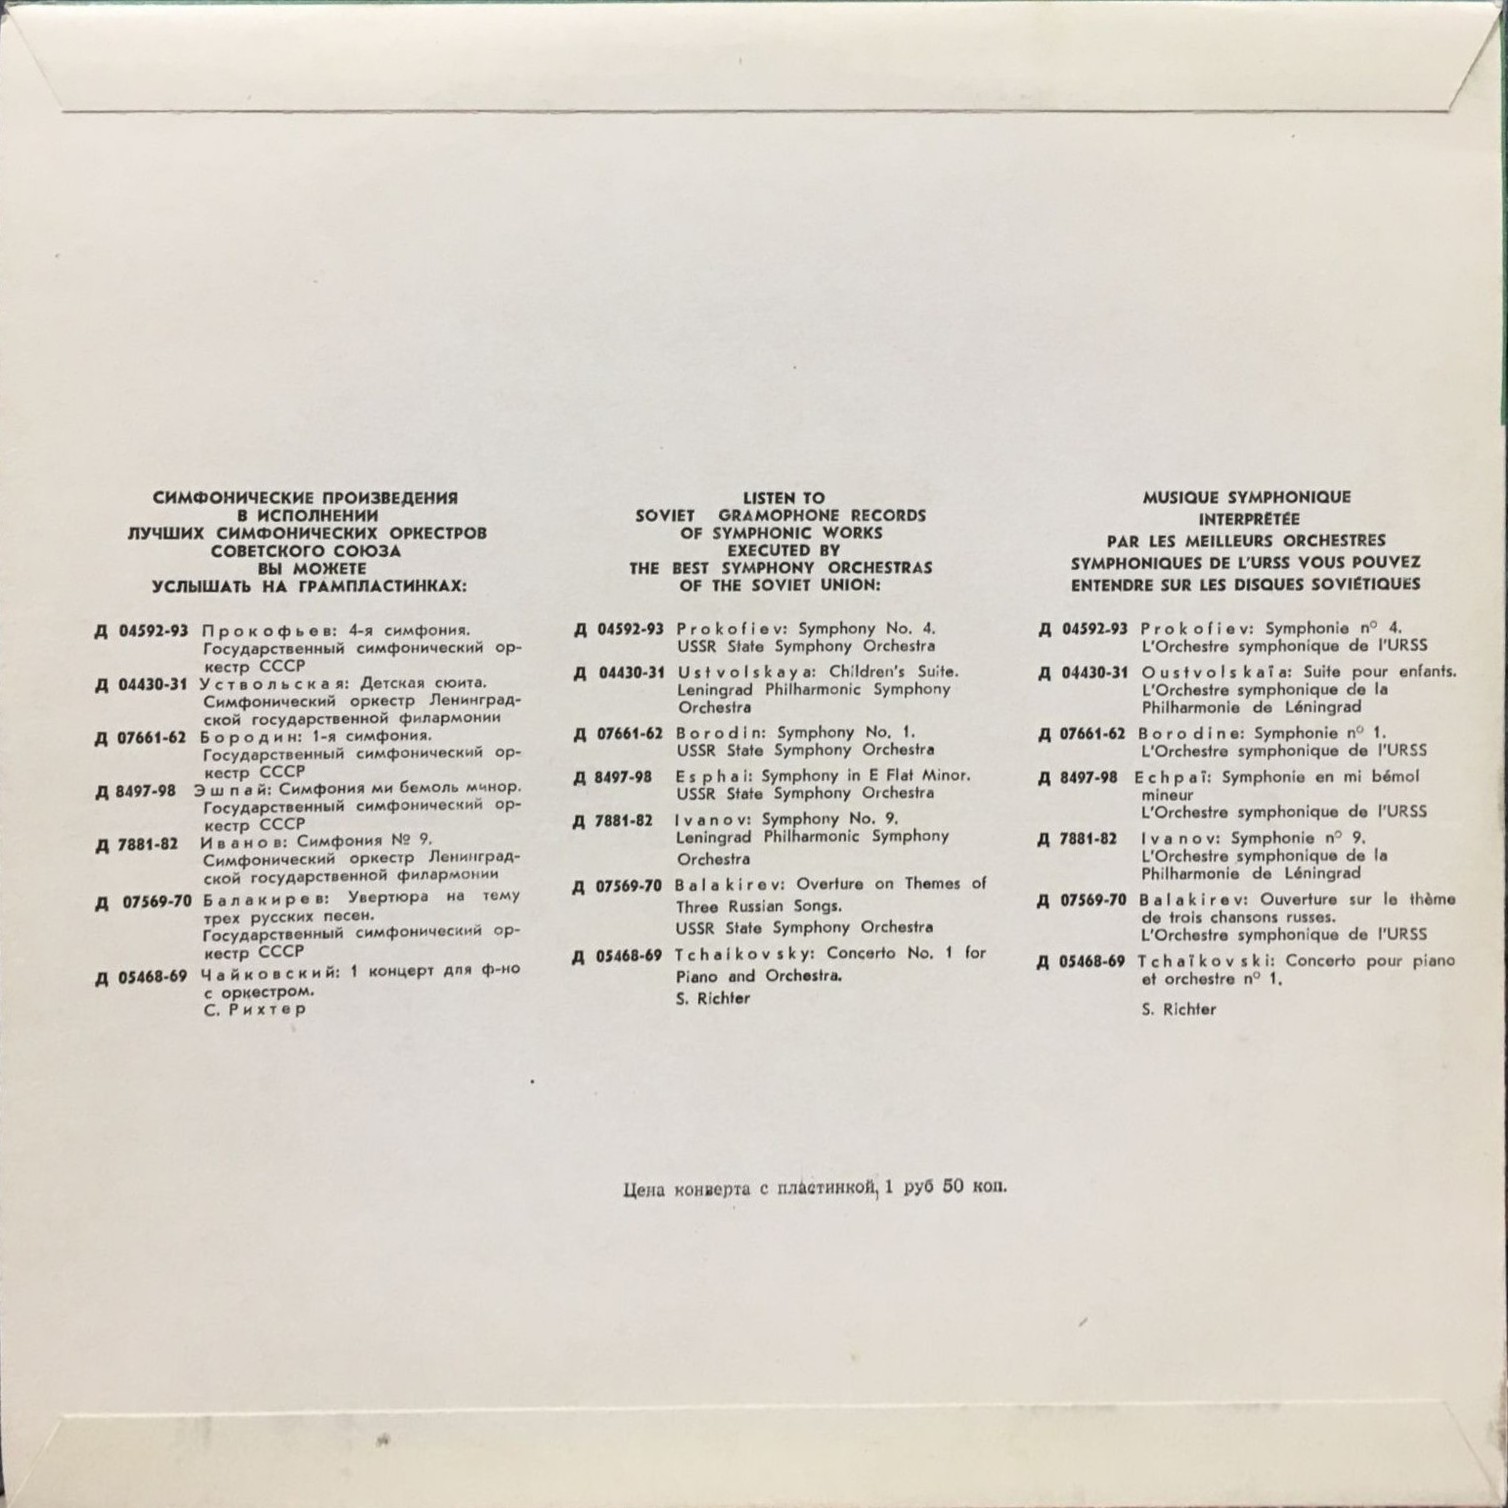 СИМФОНИЧЕСКИЕ ПРОИЗВЕДЕНИЯ
В ИСПОЛНЕНИИ
ЛУЧШИХ СИМФОНИЧЕСКИХ ОРКЕСТРОВ
СОВЕТСКОГО СОЮЗА
ВЫ МОЖЕТЕ
УСЛЫШАТЬ НА ГРАМПЛАСТИНКАХ:
Д 04592-93 Прокофьев: 4-я симфония.
Государственный симфонический ор-
кестр СССР
Д 04430-31 Уствольская: Детская сюита.
Симфонический оркестр Ленинград-
ской государственной филармонии
Д 07661-62 Бородин: 1-я симфония.
Государственный симфонический ор-
кестр СССР
Д 8497-98 Эшпай: Симфония ми бемоль минор.
Государственный симфонический ор-
кестр СССР
Д 7881-82 Иванов: Симфония № 9.
Симфонический оркестр Ленинград-
ской государственной филармонии
Д 07569-70 Балакирев: Увертюра на тему
трех русских песен.
Государственный симфонический ор-
кестр СССР
Д 05468-69 Чайковский: 1 концерт для ф-но
с оркестром.
С. Рихтер
LISTEN TO
SOVIET GRAMOPHONE RECORDS
OF SYMPHONIC WORKS
EXECUTED BY
THE BEST SYMPHONY ORCHESTRAS
OF THE SOVIET UNION:
Д 04592-93 Prokofiev: Symphony No. 4.
USSR State Symphony Orchestra
Д 04430-31 Ustvolskaya: Children's Suite.
Leningrad Philharmonic Symphony
Orchestra
Д 07661-62 Borodin: Symphony No. 1.
USSR State Symphony Orchestra
Д 8497-98 Esphai: Symphony in E Flat Minor.
USSR State Symphony Orchestra
Д 7881-82 Ivanov: Symphony No. 9.
Leningrad Philharmonic Symphony
Orchestra
Д 07569-70 Balakirev: Overture on Themes of
Three Russian Songs.
USSR State Symphony Orchestra
Д 05468-69 Tchaikovsky: Concerto No. 1 for
Piano and Orchestra.
S. Richter
MUSIQUE SYMPHONIQUE
INTERPRÉTÉE
PAR LES MEILLEURS ORCHESTRES
SYMPHONIQUES DE L'URSS VOUS POUVEZ
ENTENDRE SUR LES DISQUES SOVIÉTIQUES
Д 04592-93 Prokofiev: Symphonie n° 4.
L'Orchestre symphonique de l'URSS
Д 04430-31 Oustvolskaïa: Suite pour enfants.
L'Orchestre symphonique de la
Philharmonie de Léningrad
Д 07661-62 Borodine: Symphonie n° 1.
L'Orchestre symphonique de l'URSS
Д 8497-98 Echpaï: Symphonie en mi bémol
mineur
L'Orchestre symphonique de l'URSS
Д 7881-82 Ivanov: Symphonie n° 9.
L'Orchestre symphonique de la
Philharmonie de Léningrad
Д 07569-70 Balakirev: Ouverture sur le thème
de trois chansons russes.
L'Orchestre symphonique de l'URSS
Д 05468-69 Tchaïkovski: Concerto pour piano
et orchestre n° 1.
S. Richter
Цена конверта с пластинкой, 1 руб 50 коп.